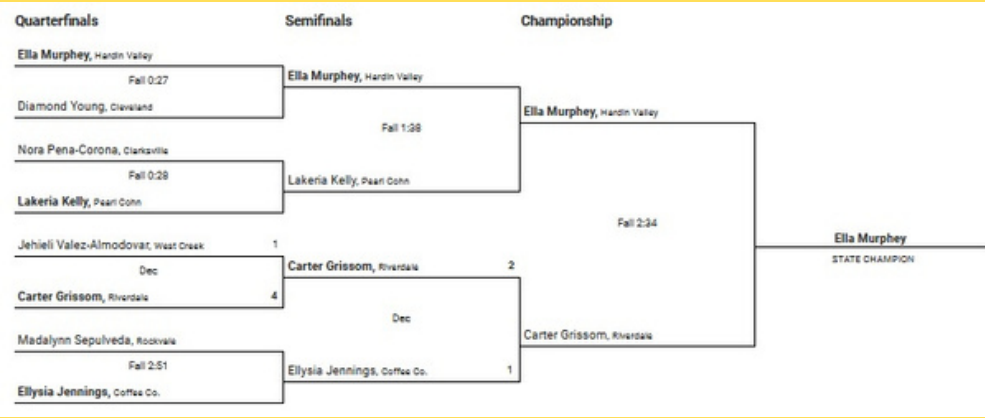 Quarterfinals Semifinals Championship
Ella Murphey, Hardin Valley
Fall 0:27
Diamond Young, Cleveland
Nora Pena-Corona, Clarksville
Fall 0:28
Lakeria Kelly, Pearl Cohn
Jehieli Valez-Almodovar, West Creek 1
Dec
Carter Grissom, Riverdale 4
Madalynn Sepulveda, Rockvale
Fall 2:51
Ellysia Jennings, Coffee Co.
Ella Murphey, Hardin Valley
Fall 1:38
Lakeria Kelly, Pearl Cohn
Carter Grissom, Riverdale 2
Dec
Ellysia Jennings, Coffee Co. 1
Ella Murphey, Hardin Valley
Fall 2:34
Carter Grissom, Riverdale
Ella Murphey
STATE CHAMPION